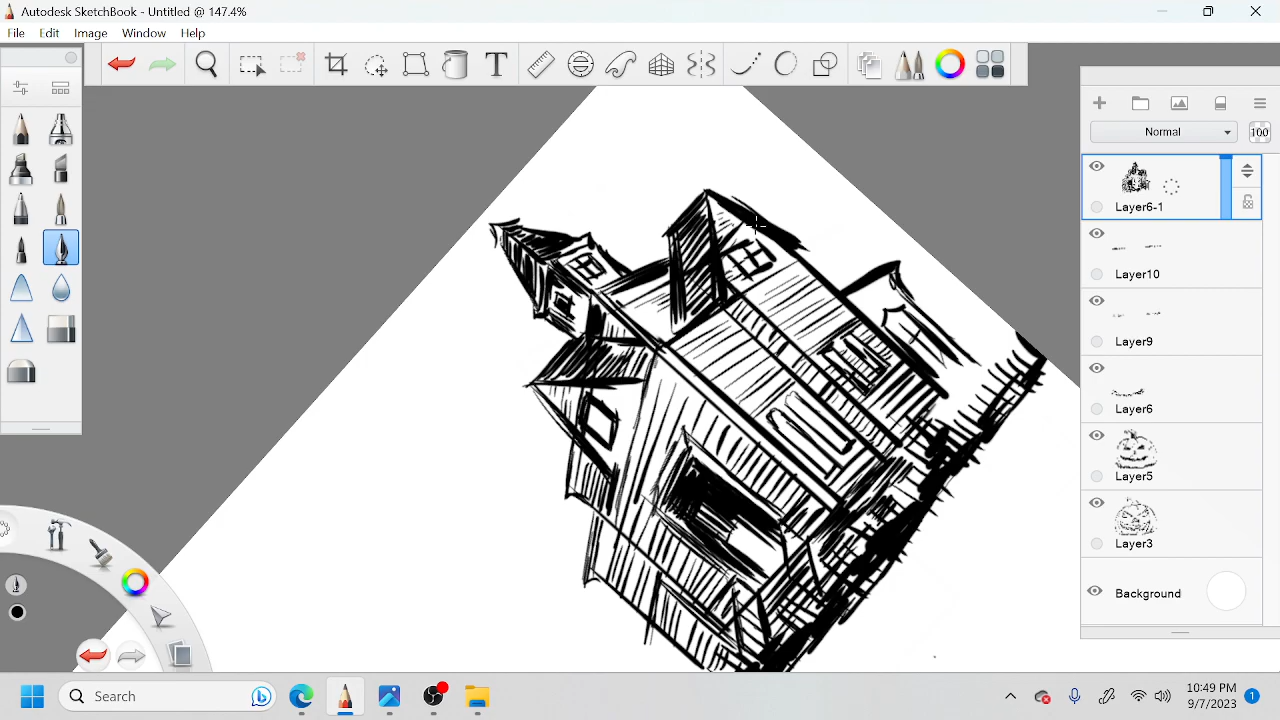 Autodesk SketchBook @ 147.4%
File Edit Image Window Help
T
Normal 100
Layer6-1
Layer10
Layer9
Layer6
Layer5
Layer3
Background
Search
10:49 PM
9/7/2023
1